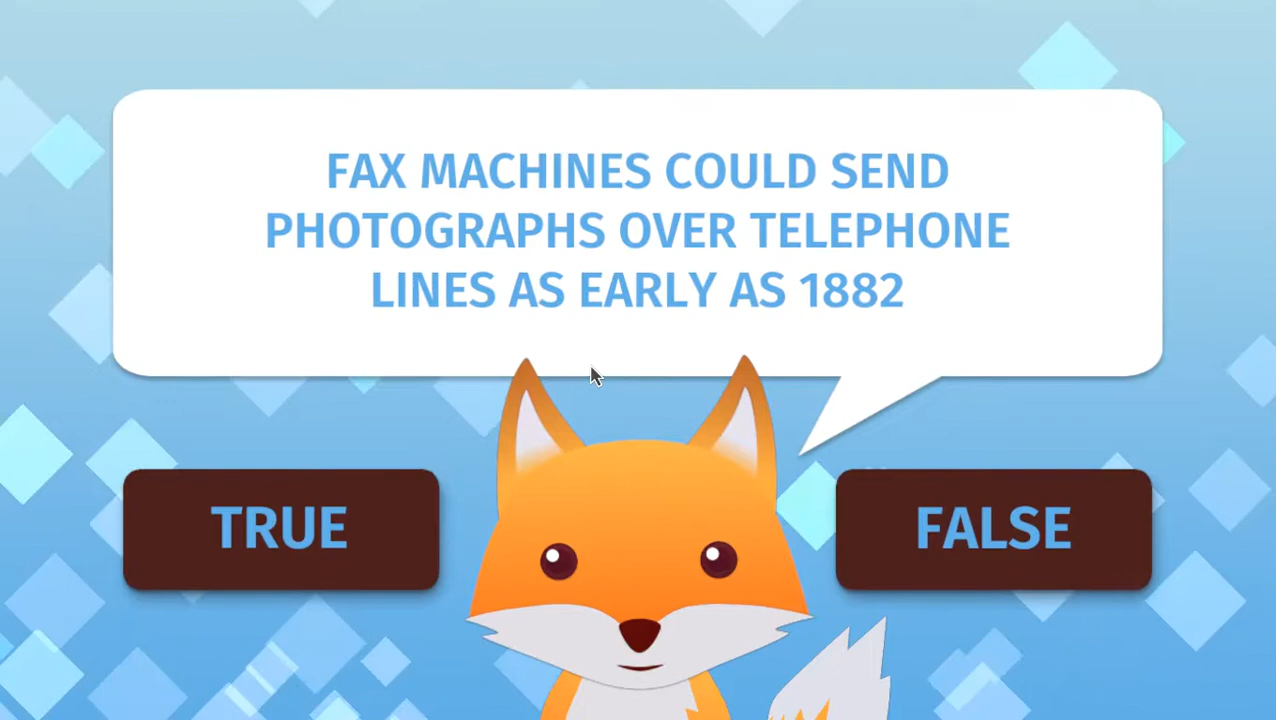 FAX MACHINES COULD SEND
PHOTOGRAPHS OVER TELEPHONE
LINES AS EARLY AS 1882
TRUE
FALSE